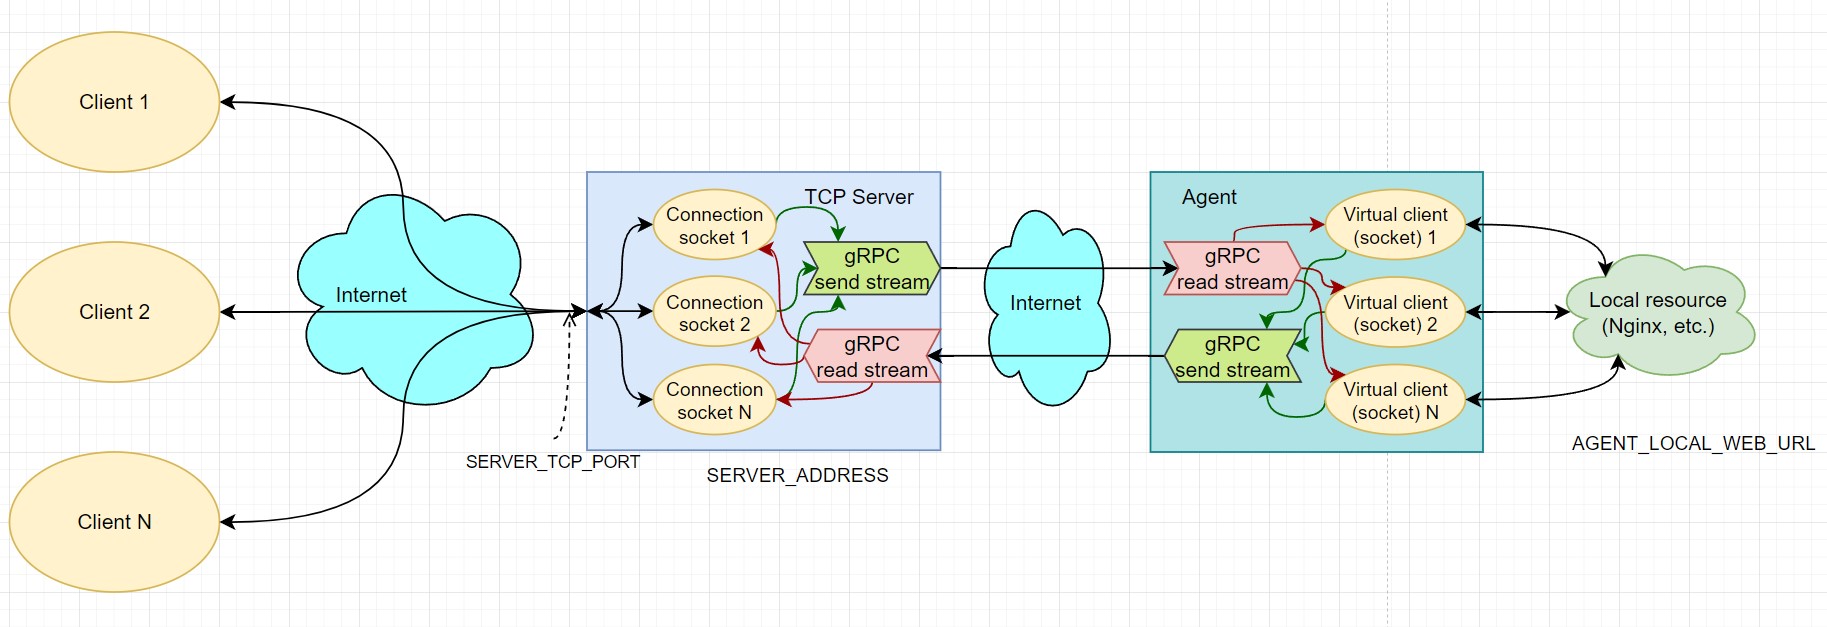 Client 1
Client 2
Client N
Internet
SERVER_TCP_PORT
TCP Server
Connection
socket 1
Connection
socket 2
Connection
socket N
gRPC
send stream
gRPC
read stream
SERVER_ADDRESS
Internet
Agent
gRPC
read stream
gRPC
send stream
Virtual client
(socket) 1
Virtual client
(socket) 2
Virtual client
(socket) N
Local resource
(Nginx, etc.)
AGENT_LOCAL_WEB_URL